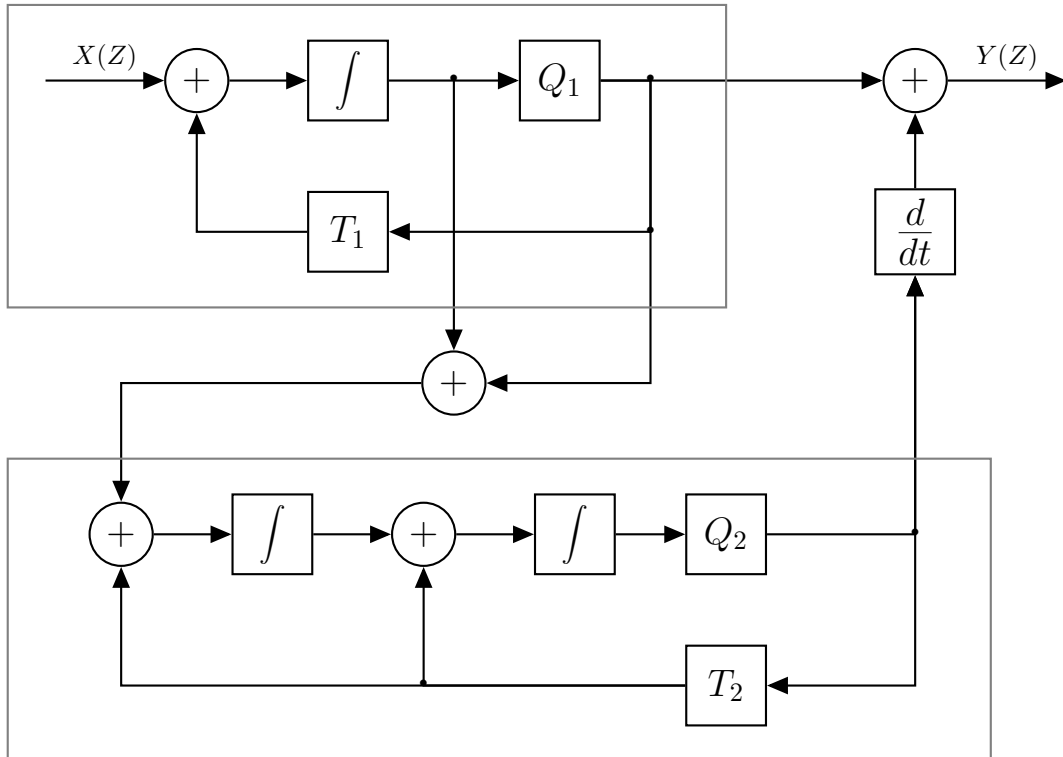 X(Z)
+
∫
Q₁
+
Y(Z)
T₁
d
dt
+
+
∫
+
∫
Q₂
T₂